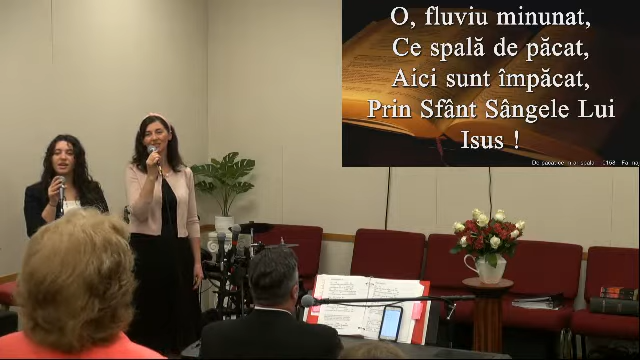 O, fluviu minunat,
Ce spală de păcat,
Aici sunt împăcat,
Prin Sfânt Sângele Lui
Isus !